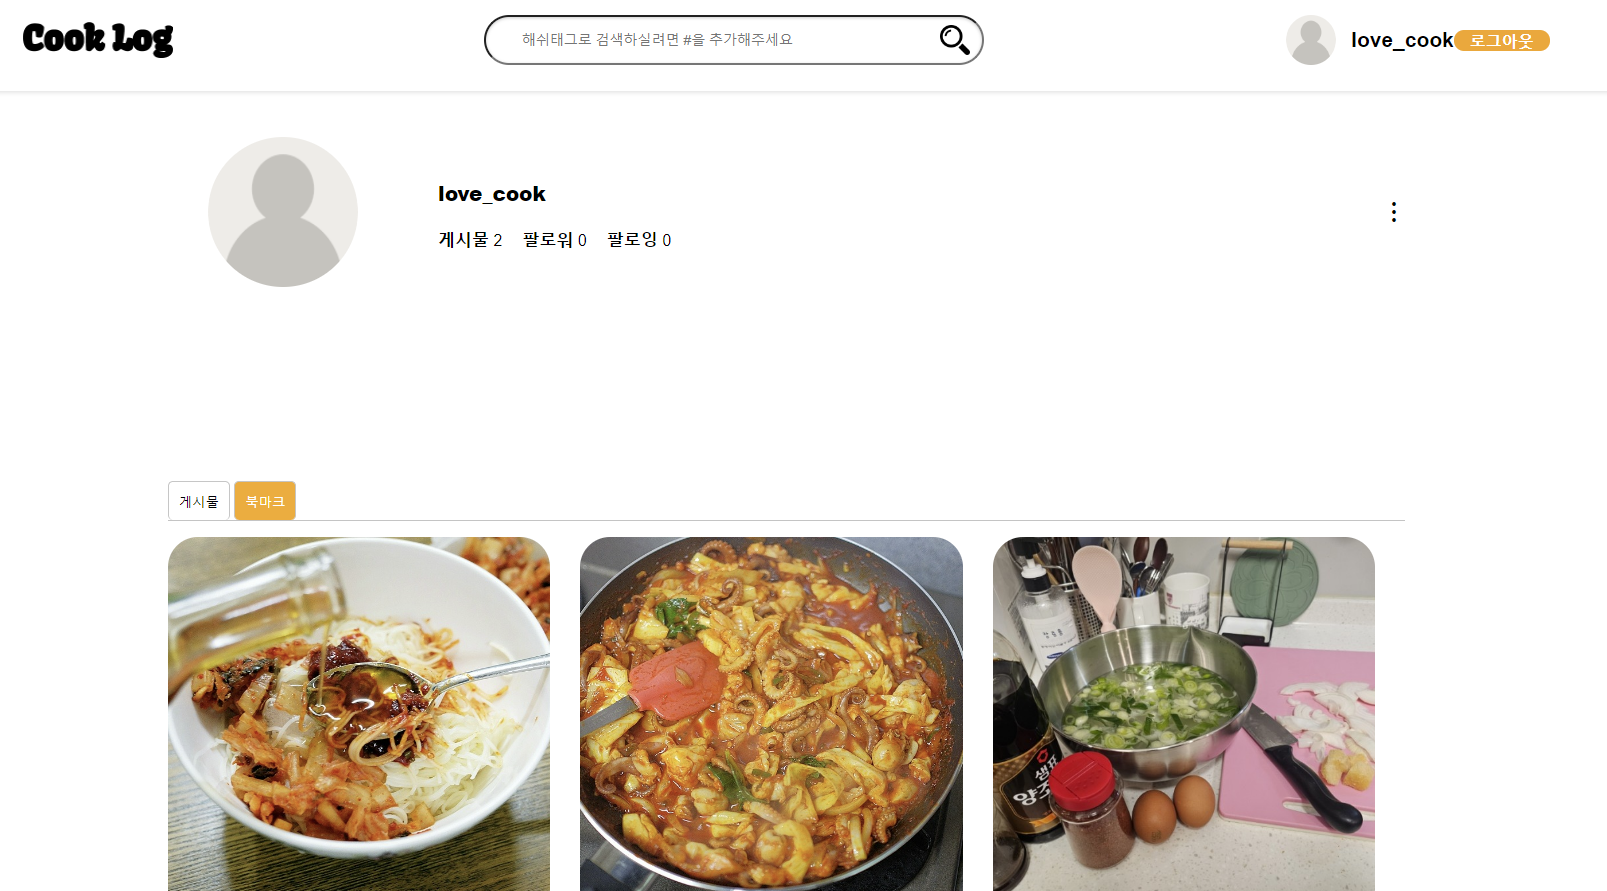 Cook Log
해쉬태그로 검색하실려면 #을 추가해주세요
love_cook
로그아웃
love_cook
게시물 2 팔로워 0 팔로잉 0
게시물
북마크
샘표
양조